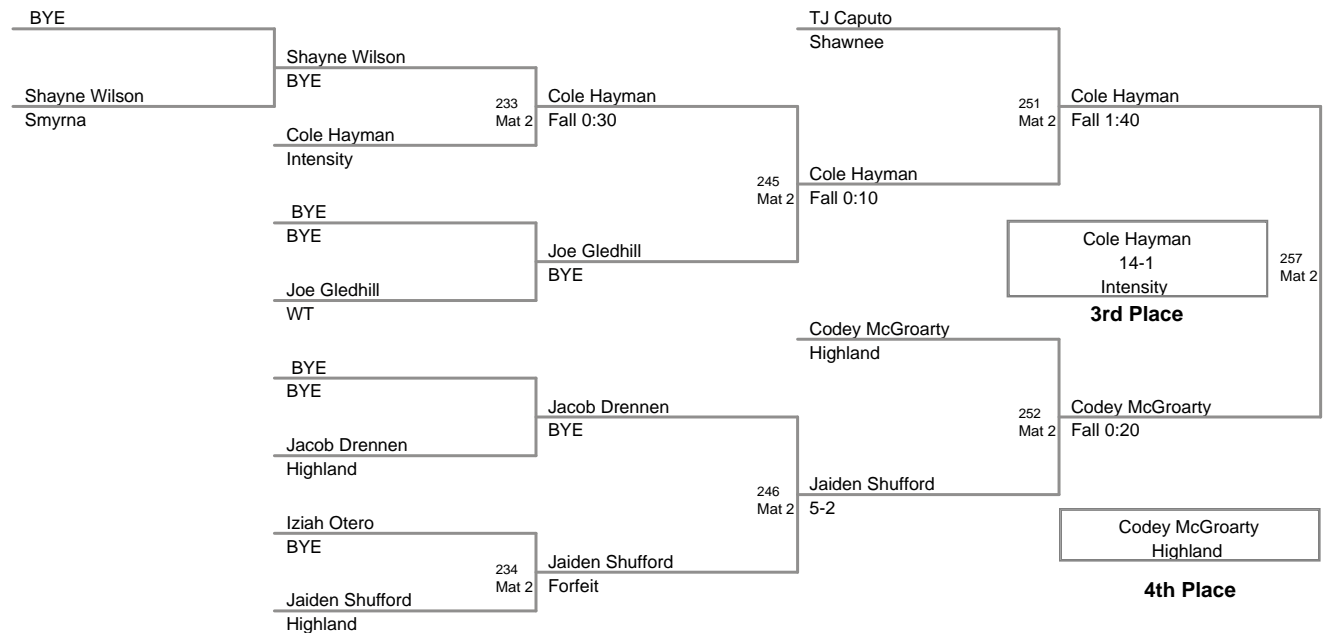 BYE
Shayne Wilson
Smyrna
Shayne Wilson
BYE
Cole Hayman
Intensity
BYE
BYE
Joe Gledhill
WT
BYE
BYE
Jacob Drennen
Highland
Iziah Otero
BYE
Jaiden Shufford
Highland
233
Mat 2
Cole Hayman
Fall 0:30
Joe Gledhill
BYE
Jacob Drennen
BYE
234
Mat 2
Jaiden Shufford
Forfeit
TJ Caputo
Shawnee
245
Mat 2
Cole Hayman
Fall 0:10
Codey McGroarty
Highland
246
Mat 2
Jaiden Shufford
5-2
251
Mat 2
Cole Hayman
Fall 1:40
252
Mat 2
Codey McGroarty
Fall 0:20
257
Mat 2
Cole Hayman
14-1
Intensity
3rd Place
Codey McGroarty
Highland
4th Place